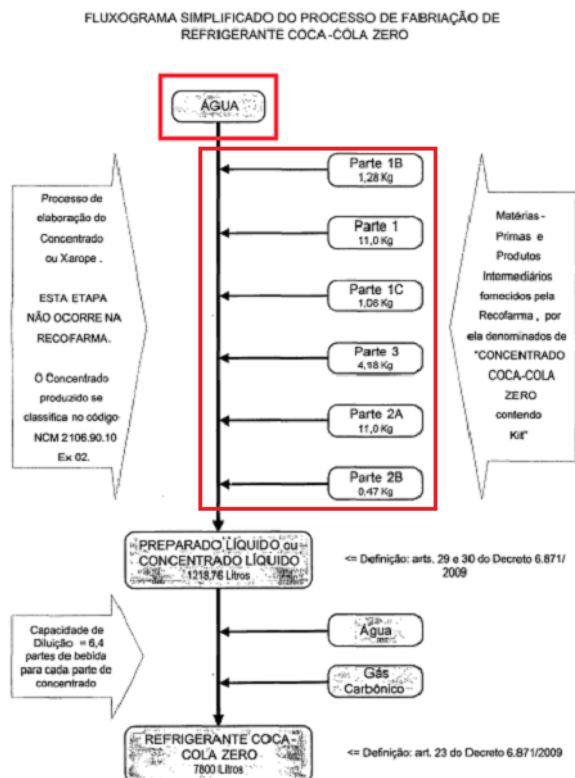 FLUXOGRAMA SIMPLIFICADO DO PROCESSO DE FABRIAÇÃO DE
REFRIGERANTE COCA-COLA ZERO
ÁGUA
Parte 1B
1,28 Kg
Parte 1
11,0 Kg
Parte 1C
1,08 Kg
Parte 3
4,18 Kg
Parte 2A
11,0 Kg
Parte 2B
0,47 Kg
Processo de
elaboração do
Concentrado
ou Xarope .
ESTA ETAPA
NÃO OCORRE NA
RECOFARMA.
O Concentrado
produzido se
classifica no código
NCM 2106.90.10
Ex 02.
Matérias -
Primas e
Produtos
Intermediários
fornecidos pela
Recofarma , por
ela denominados de
"CONCENTRADO
COCA-COLA
ZERO
contendo
Kit"
PREPARADO LÍQUIDO ou
CONCENTRADO LÍQUIDO
1218,76 Litros
<= Definição: arts. 29 e 30 do Decreto 6.871/
2009
Capacidade de
Diluição = 6,4
partes de bebida
para cada parte de
concentrado
Água
Gás
Carbônico
REFRIGERANTE COCA-
COLA ZERO
7800 Litros
<= Definição: art. 23 do Decreto 6.871/2009